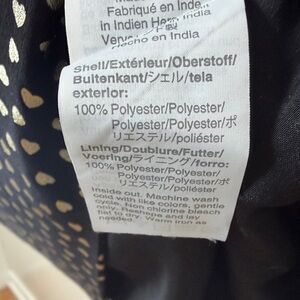 Fabriqué en Inde
in Indien
Hecho en India
Shell/Extérieur/Oberstoff/
Buitenkant/シェル/tela
exterior:
100% Polyester/Polyester/
Polyester/Polyester/ポ
リエステル/poliéster
Lining/Doublure/Futter/
Voering/ライニング/forro:
100% Polyester/Polyester/
Polyester/Polyester/ポ
リエステル/poliéster
Inside out. Machine wash
cold with like colors, gentle
cycle. Non chlorine bleach
only. Reshape and lay
flat to dry. Warm iron as
needed.